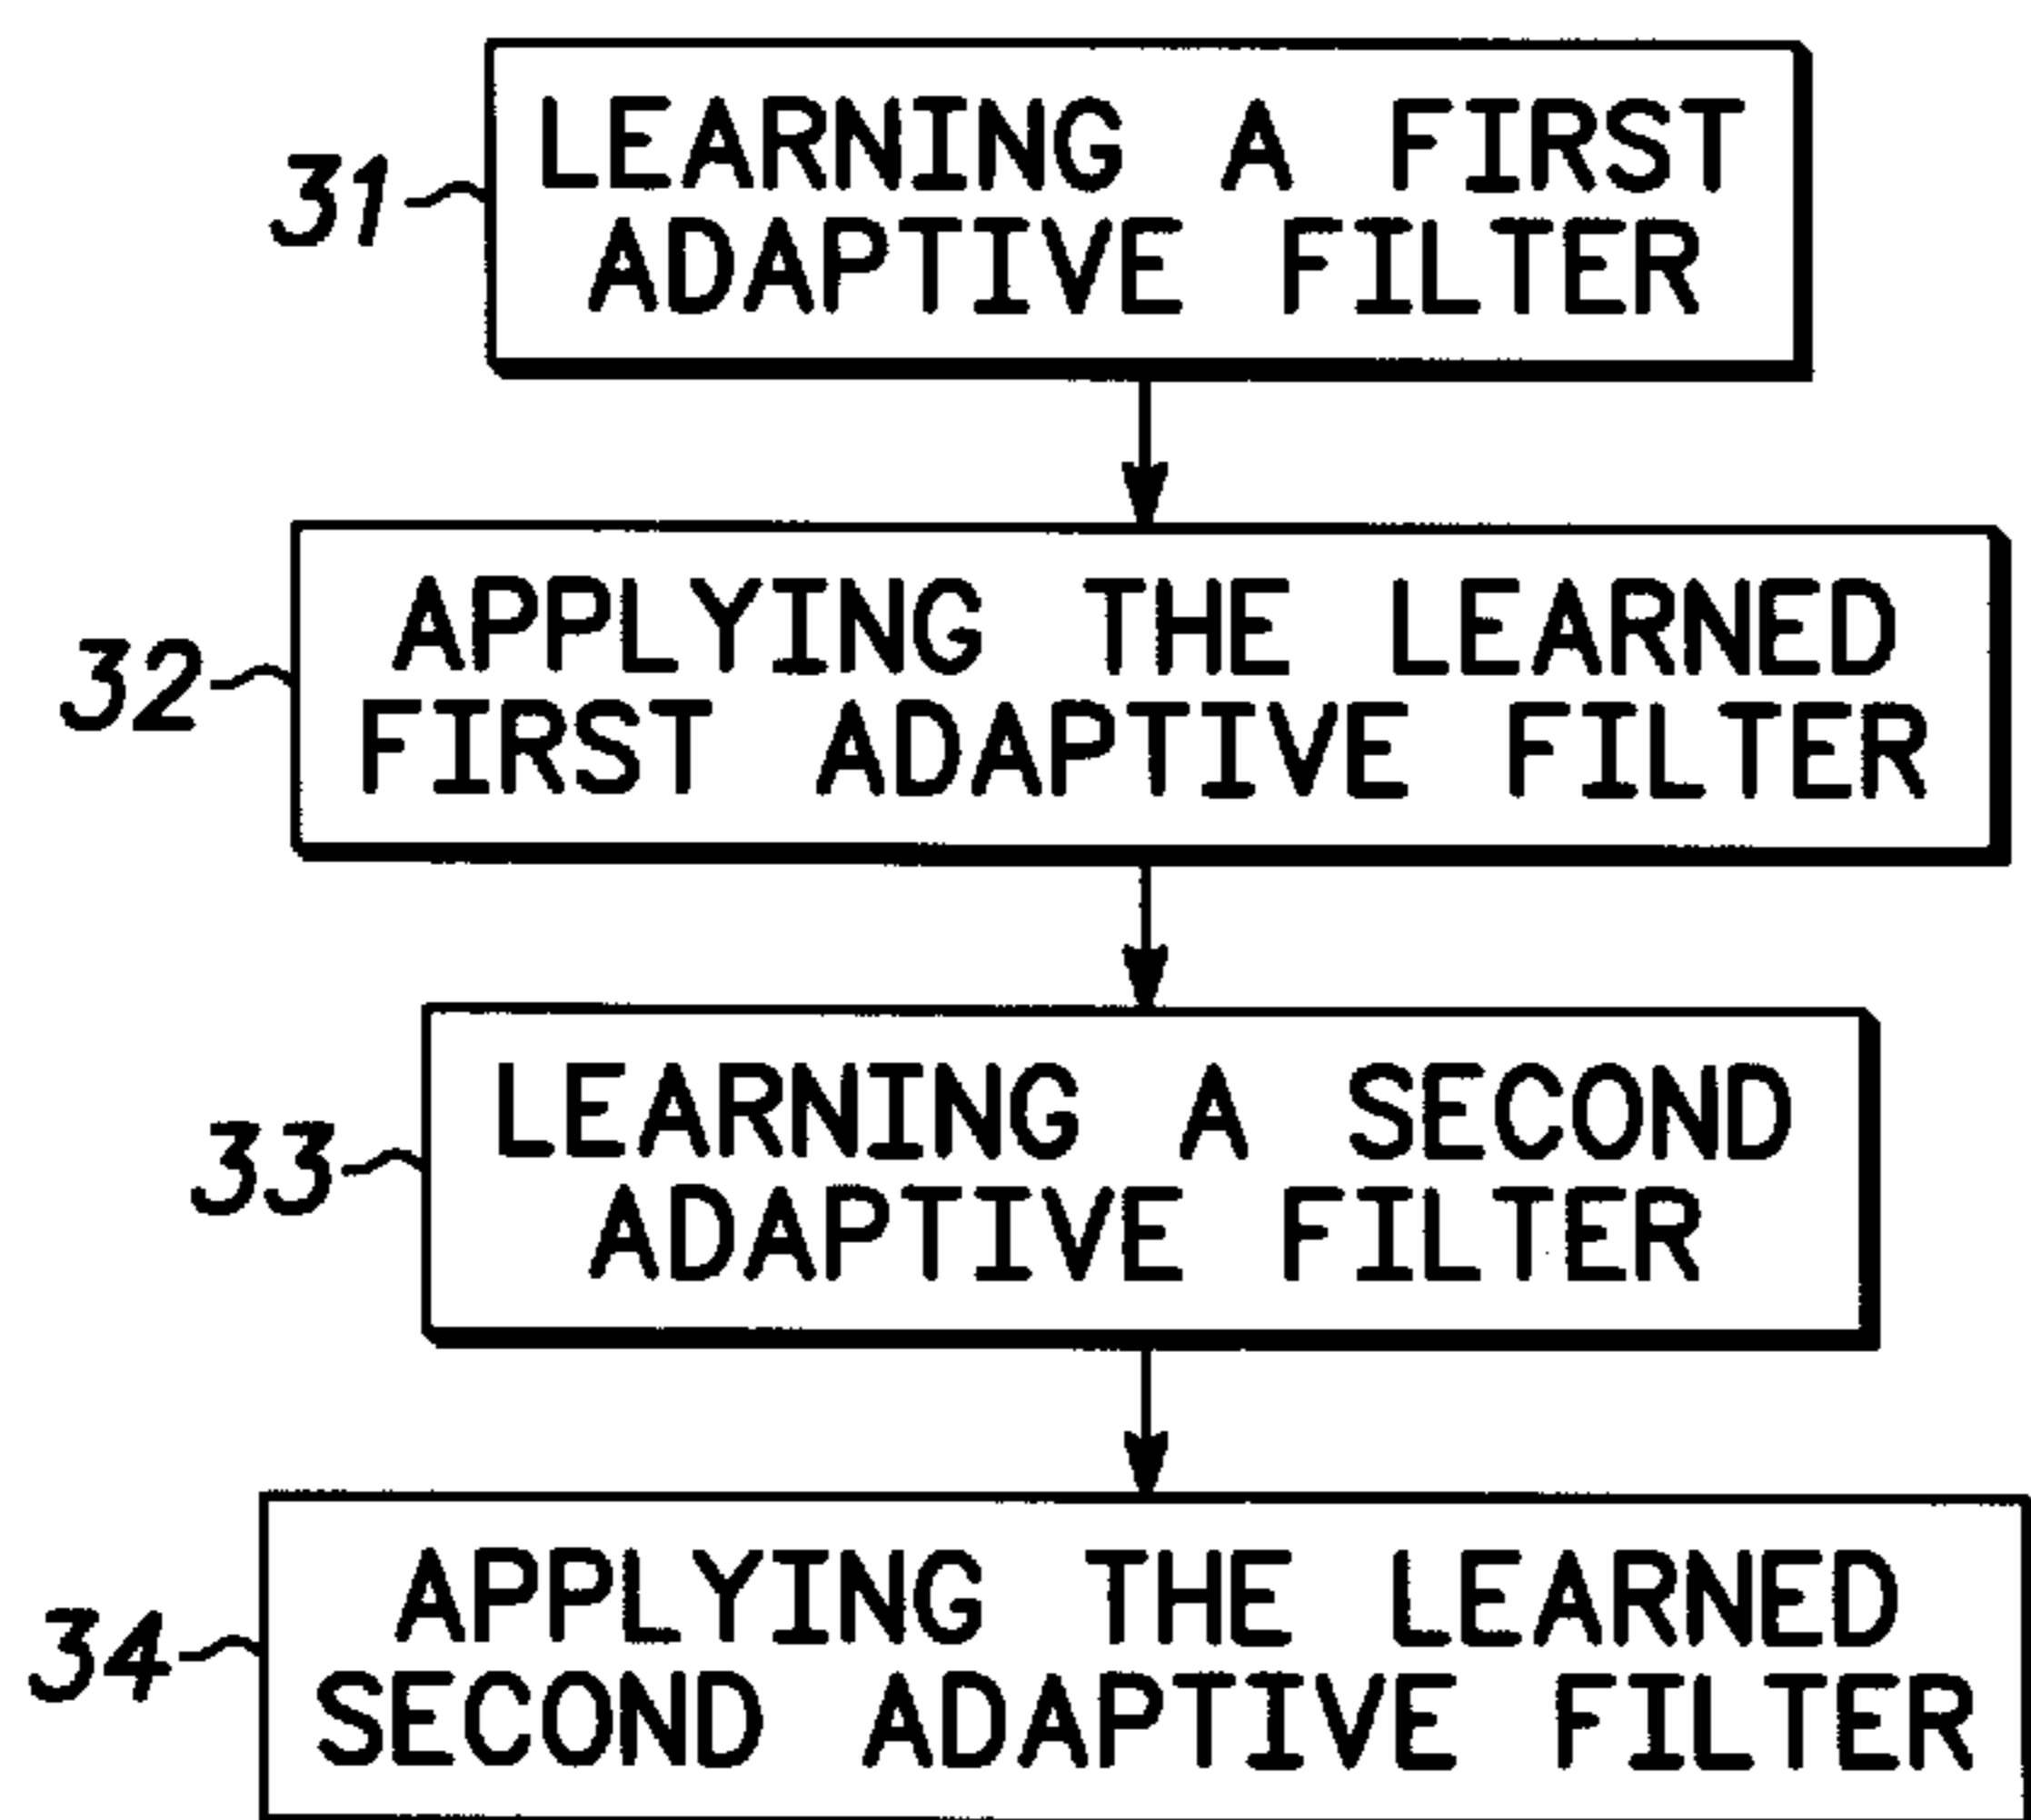 31 LEARNING A FIRST
ADAPTIVE FILTER
32 APPLYING THE LEARNED
FIRST ADAPTIVE FILTER
33 LEARNING A SECOND
ADAPTIVE FILTER
34 APPLYING THE LEARNED
SECOND ADAPTIVE FILTER